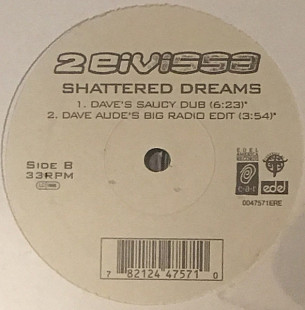 2 EIVISSA
SHATTERED DREAMS
1. DAVE'S SAUCY DUB (6:23)*
2. DAVE AUDE'S BIG RADIO EDIT (3:54)*
SIDE B
33RPM
edel
0047571ERE
7 82124 47571 0